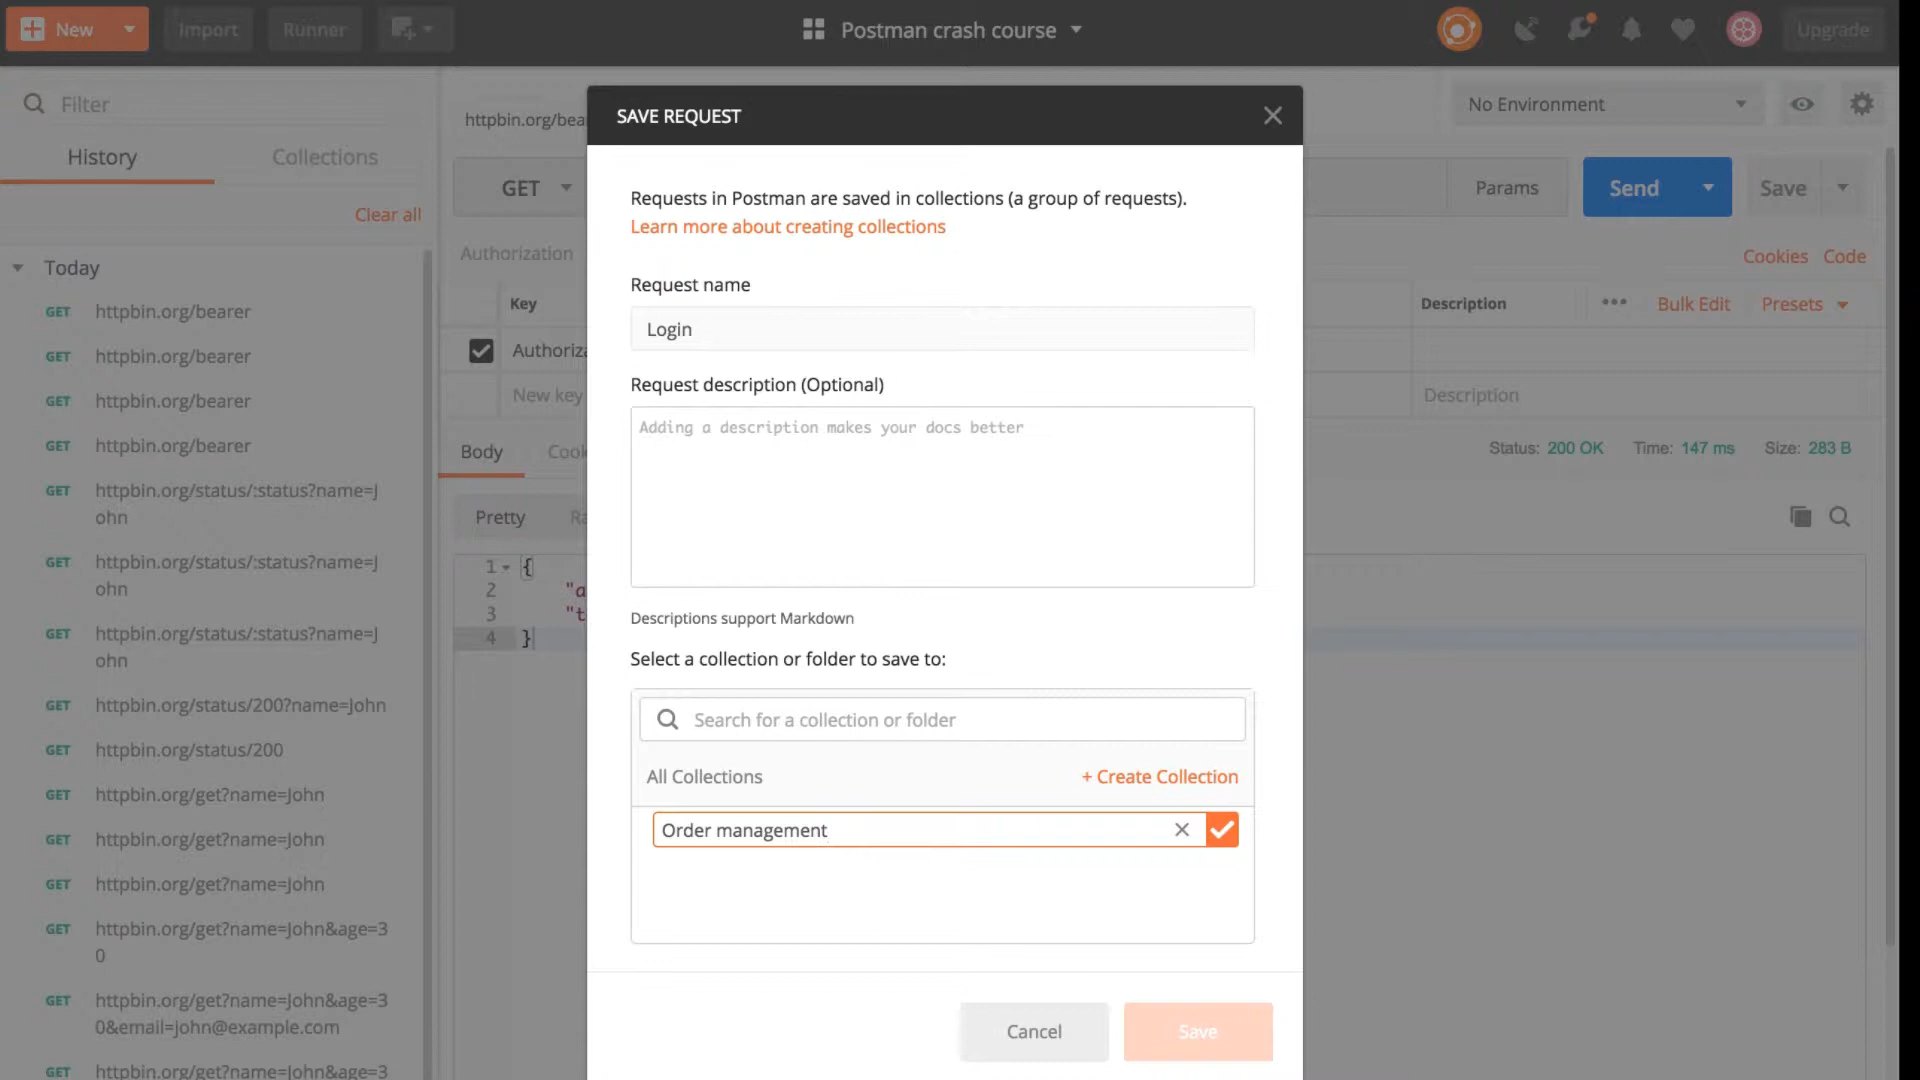 New
Import
Runner
Postman crash course
Upgrade
Filter
History
Collections
Clear all
Today
GET httpbin.org/bearer
GET httpbin.org/bearer
GET httpbin.org/bearer
GET httpbin.org/bearer
GET httpbin.org/status/:status?name=J
ohn
GET httpbin.org/status/:status?name=J
ohn
GET httpbin.org/status/:status?name=J
ohn
GET httpbin.org/status/200?name=John
GET httpbin.org/status/200
GET httpbin.org/get?name=John
GET httpbin.org/get?name=John
GET httpbin.org/get?name=John
GET httpbin.org/get?name=John&age=3
0
GET httpbin.org/get?name=John&age=3
0&email=john@example.com
GET httpbin.org/get?name=John&age=3
httpbin.org/bea
No Environment
GET
Params
Send
Save
Authorization
Cookies Code
Key
Description
Bulk Edit
Presets
Authoriza
New key
Description
Body
Cook
Status: 200 OK
Time: 147 ms
Size: 283 B
Pretty
Ra
1 {
2 "a
3 "t
4 }
SAVE REQUEST
Requests in Postman are saved in collections (a group of requests).
Learn more about creating collections
Request name
Login
Request description (Optional)
Adding a description makes your docs better
Descriptions support Markdown
Select a collection or folder to save to:
Search for a collection or folder
All Collections
+ Create Collection
Order management
Cancel
Save